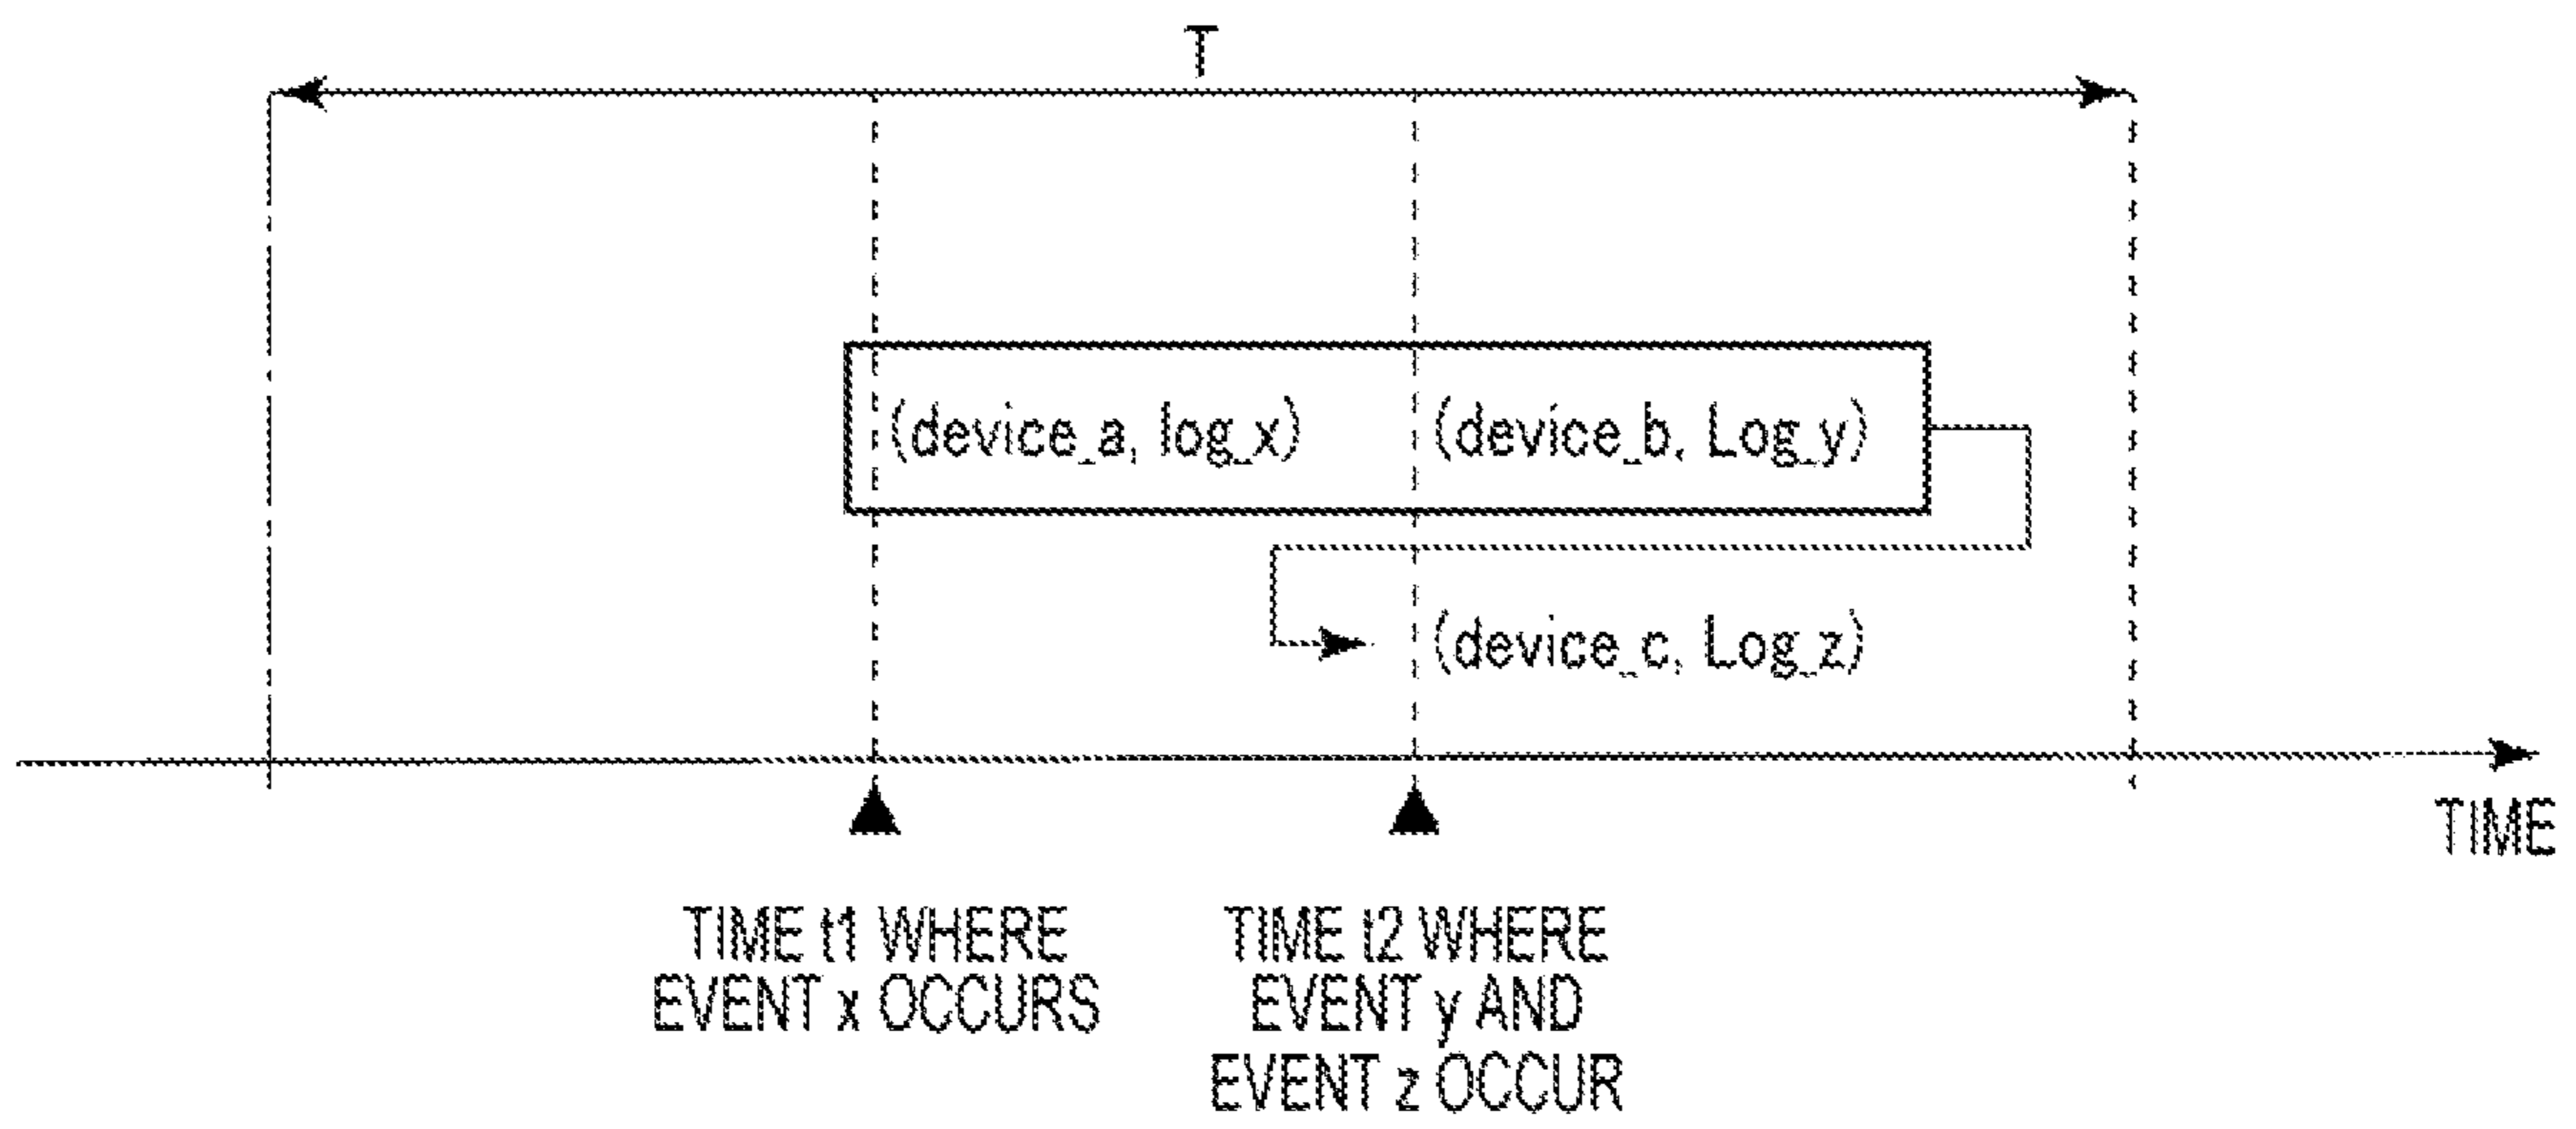 T
(device_a, log_x) (device_b, Log_y)
(device_c, Log_z)
TIME
TIME t1 WHERE
EVENT x OCCURS
TIME t2 WHERE
EVENT y AND
EVENT z OCCUR